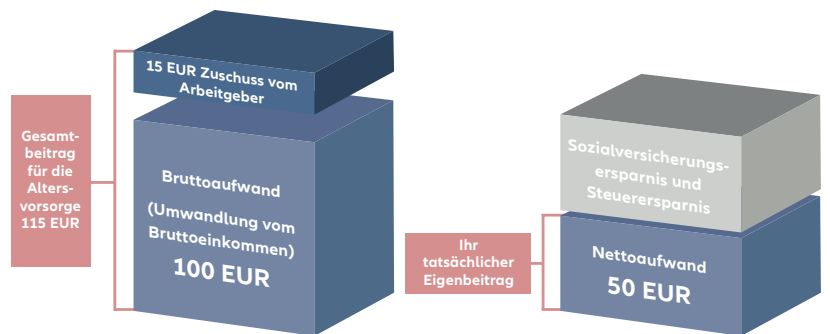 15 EUR Zuschuss vom
Arbeitgeber
Gesamt-
beitrag
für die
Alters-
vorsorge
115 EUR
Bruttoaufwand
(Umwandlung vom
Bruttoeinkommen)
100 EUR
Sozialversicherungs-
ersparnis und
Steuerersparnis
Ihr
tatsächlicher
Eigenbeitrag
Nettoaufwand
50 EUR